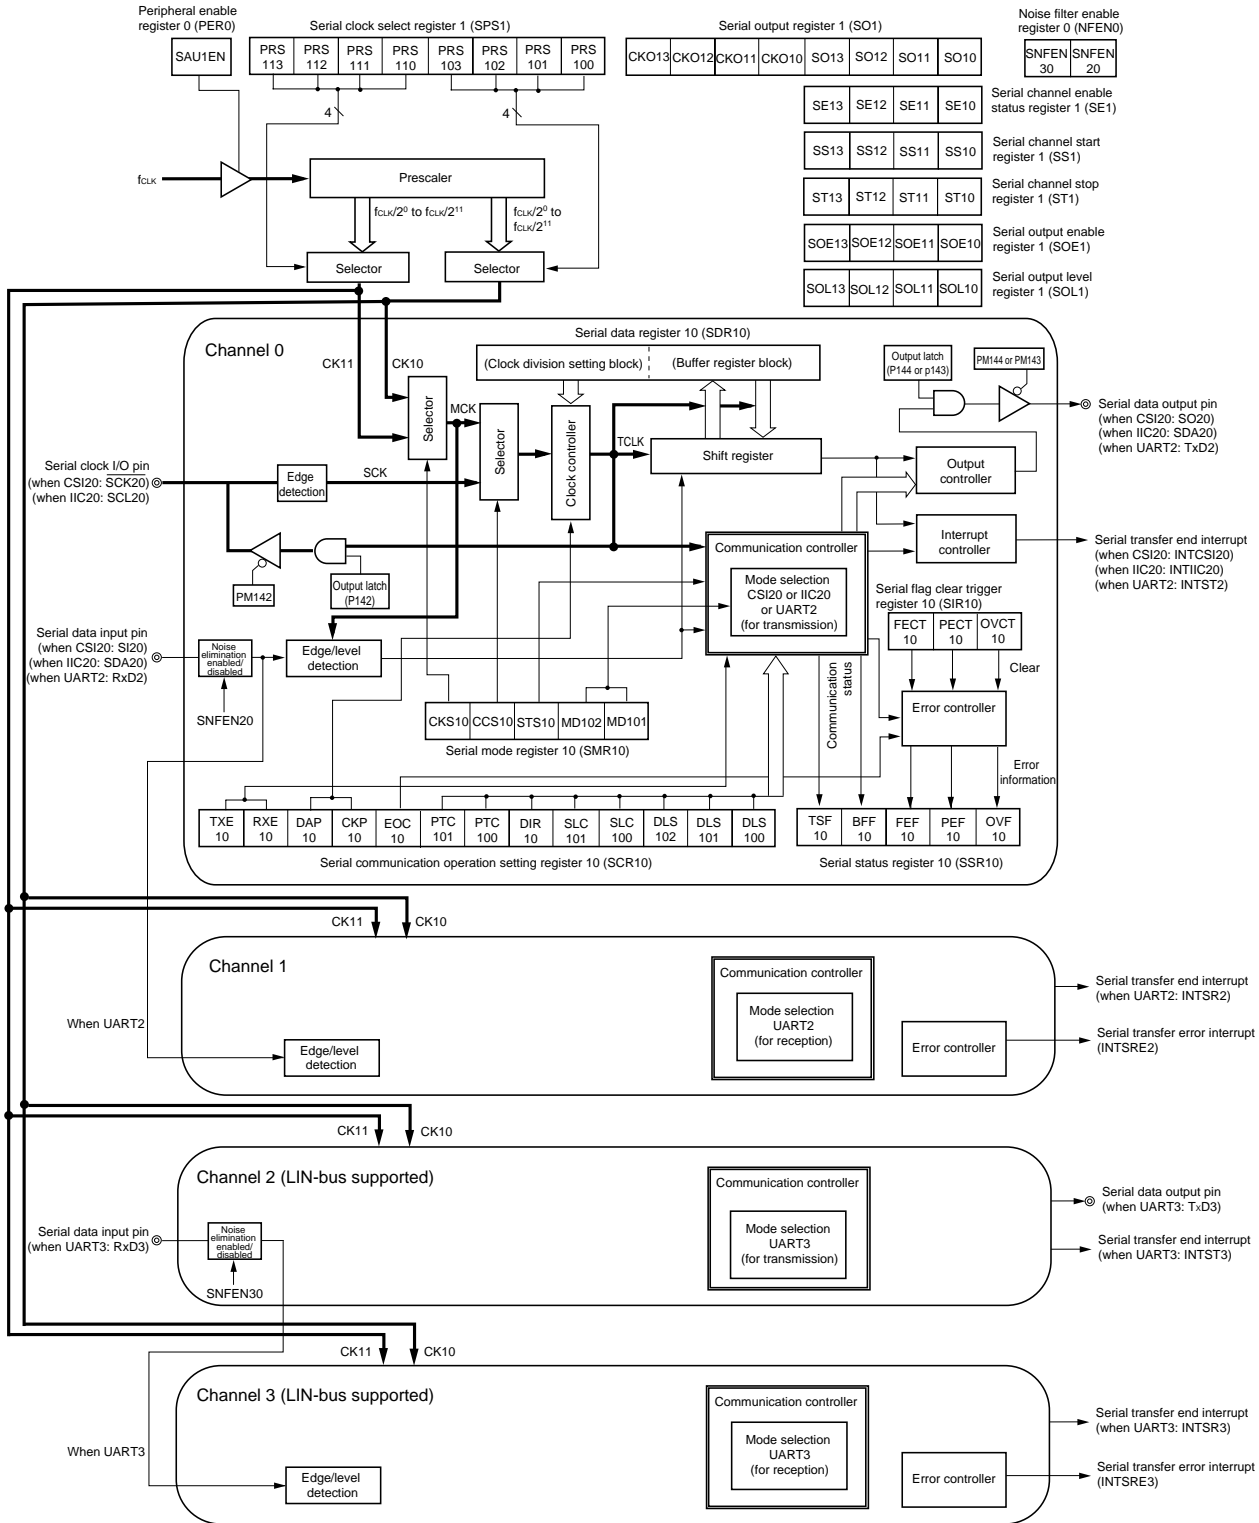 Peripheral enable
register 0 (PER0)
Serial clock select register 1 (SPS1)
Serial output register 1 (SO1)
Noise filter enable
register 0 (NFEN0)
SAU1EN
PRS 113
PRS 112
PRS 111
PRS 110
PRS 103
PRS 102
PRS 101
PRS 100
CKO13 CKO12 CKO11 CKO10 SO13 SO12 SO11 SO10
SNFEN 30
SNFEN 20
SE13 SE12 SE11 SE10
Serial channel enable
status register 1 (SE1)
4
4
SS13 SS12 SS11 SS10
Serial channel start
register 1 (SS1)
fCLK
Prescaler
ST13 ST12 ST11 ST10
Serial channel stop
register 1 (ST1)
fCLK/2⁰ to fCLK/2¹¹
fCLK/2⁰ to
fCLK/2¹¹
SOE13 SOE12 SOE11 SOE10
Serial output enable
register 1 (SOE1)
Selector
Selector
SOL13 SOL12 SOL11 SOL10
Serial output level
register 1 (SOL1)
Channel 0
CK11
CK10
Serial data register 10 (SDR10)
(Clock division setting block)
(Buffer register block)
Output latch
(P144 or p143)
PM144 or PM143
Serial data output pin
(when CSI20: SO20)
(when IIC20: SDA20)
(when UART2: TxD2)
Selector
MCK
Selector
Clock controller
TCLK
Shift register
Output
controller
Serial clock I/O pin
(when CSI20: SCK20)
(when IIC20: SCL20)
Edge
detection
SCK
Communication controller
Interrupt
controller
Serial transfer end interrupt
(when CSI20: INTCSI20)
(when IIC20: INTIIC20)
(when UART2: INTST2)
PM142
Output latch
(P142)
Mode selection
CSI20 or IIC20
or UART2
(for transmission)
Serial flag clear trigger
register 10 (SIR10)
FECT 10
PECT 10
OVCT 10
Serial data input pin
(when CSI20: SI20)
(when IIC20: SDA20)
(when UART2: RxD2)
Noise
elimination
enabled/
disabled
Edge/level
detection
Clear
SNFEN20
Communication
status
Error controller
CKS10 CCS10 STS10 MD102 MD101
Serial mode register 10 (SMR10)
Error
information
TXE 10
RXE 10
DAP 10
CKP 10
EOC 10
PTC 101
PTC 100
DIR 10
SLC 101
SLC 100
DLS 102
DLS 101
DLS 100
TSF 10
BFF 10
FEF 10
PEF 10
OVF 10
Serial communication operation setting register 10 (SCR10)
Serial status register 10 (SSR10)
CK11
CK10
Channel 1
Communication controller
Mode selection
UART2
(for reception)
Serial transfer end interrupt
(when UART2: INTSR2)
When UART2
Edge/level
detection
Error controller
Serial transfer error interrupt
(INTSRE2)
CK11
CK10
Channel 2 (LIN-bus supported)
Communication controller
Mode selection
UART3
(for transmission)
Serial data output pin
(when UART3: TxD3)
Serial data input pin
(when UART3: RxD3)
Noise
elimination
enabled/
disabled
Serial transfer end interrupt
(when UART3: INTST3)
SNFEN30
CK11
CK10
Channel 3 (LIN-bus supported)
Communication controller
Mode selection
UART3
(for reception)
Serial transfer end interrupt
(when UART3: INTSR3)
When UART3
Edge/level
detection
Error controller
Serial transfer error interrupt
(INTSRE3)